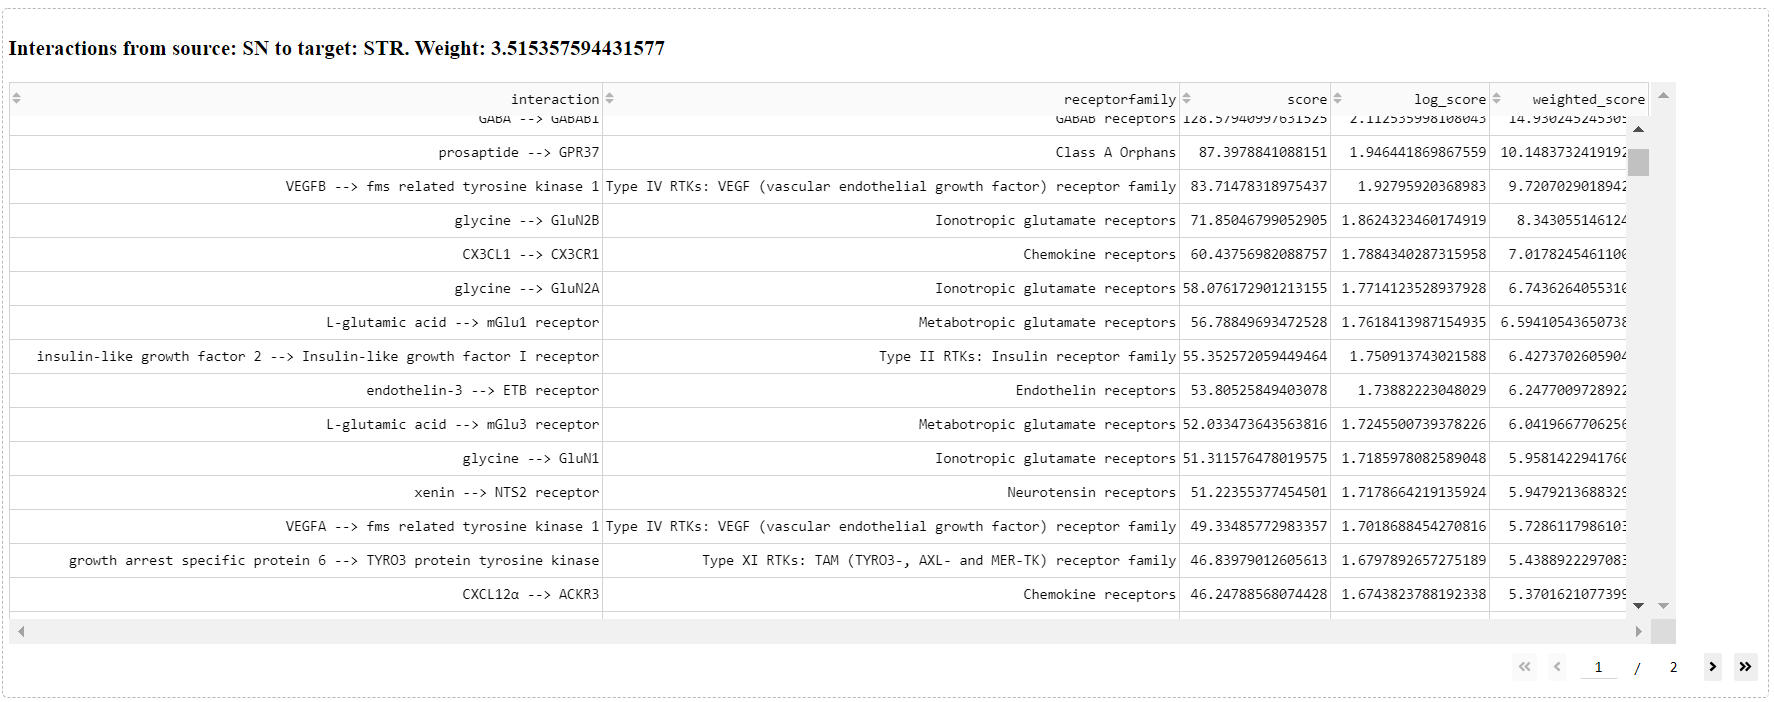 Interactions from source: SN to target: STR. Weight: 3.515357594431577
interaction receptorfamily score log_score weighted_score
GABA --> GABAB1 GABAB receptors 128.57940997631525 2.112535998108043 14.930245245305
prosaptide --> GPR37 Class A Orphans 87.3978841088151 1.946441869867559 10.1483732419192
VEGFB --> fms related tyrosine kinase 1 Type IV RTKs: VEGF (vascular endothelial growth factor) receptor family 83.71478318975437 1.92795920368983 9.7207029018942
glycine --> GluN2B Ionotropic glutamate receptors 71.85046799052905 1.8624323460174919 8.343055146124
CX3CL1 --> CX3CR1 Chemokine receptors 60.43756982088757 1.7884340287315958 7.0178245461100
glycine --> GluN2A Ionotropic glutamate receptors 58.076172901213155 1.7714123528937928 6.7436264055310
L-glutamic acid --> mGlu1 receptor Metabotropic glutamate receptors 56.78849693472528 1.7618413987154935 6.59410543650738
insulin-like growth factor 2 --> Insulin-like growth factor I receptor Type II RTKs: Insulin receptor family 55.352572059449464 1.750913743021588 6.4273702605904
endothelin-3 --> ETB receptor Endothelin receptors 53.80525849403078 1.73882223048029 6.2477009728922
L-glutamic acid --> mGlu3 receptor Metabotropic glutamate receptors 52.033473643563816 1.7245500739378226 6.0419667706256
glycine --> GluN1 Ionotropic glutamate receptors 51.311576478019575 1.7185978082589048 5.9581422941760
xenin --> NTS2 receptor Neurotensin receptors 51.22355377454501 1.7178664219135924 5.9479213688329
VEGFA --> fms related tyrosine kinase 1 Type IV RTKs: VEGF (vascular endothelial growth factor) receptor family 49.33485772983357 1.7018688454270816 5.7286117986103
growth arrest specific protein 6 --> TYRO3 protein tyrosine kinase Type XI RTKs: TAM (TYRO3-, AXL- and MER-TK) receptor family 46.83979012605613 1.6797892657275189 5.4388922297083
CXCL12α --> ACKR3 Chemokine receptors 46.24788568074428 1.6743823788192338 5.3701621077399
1 / 2